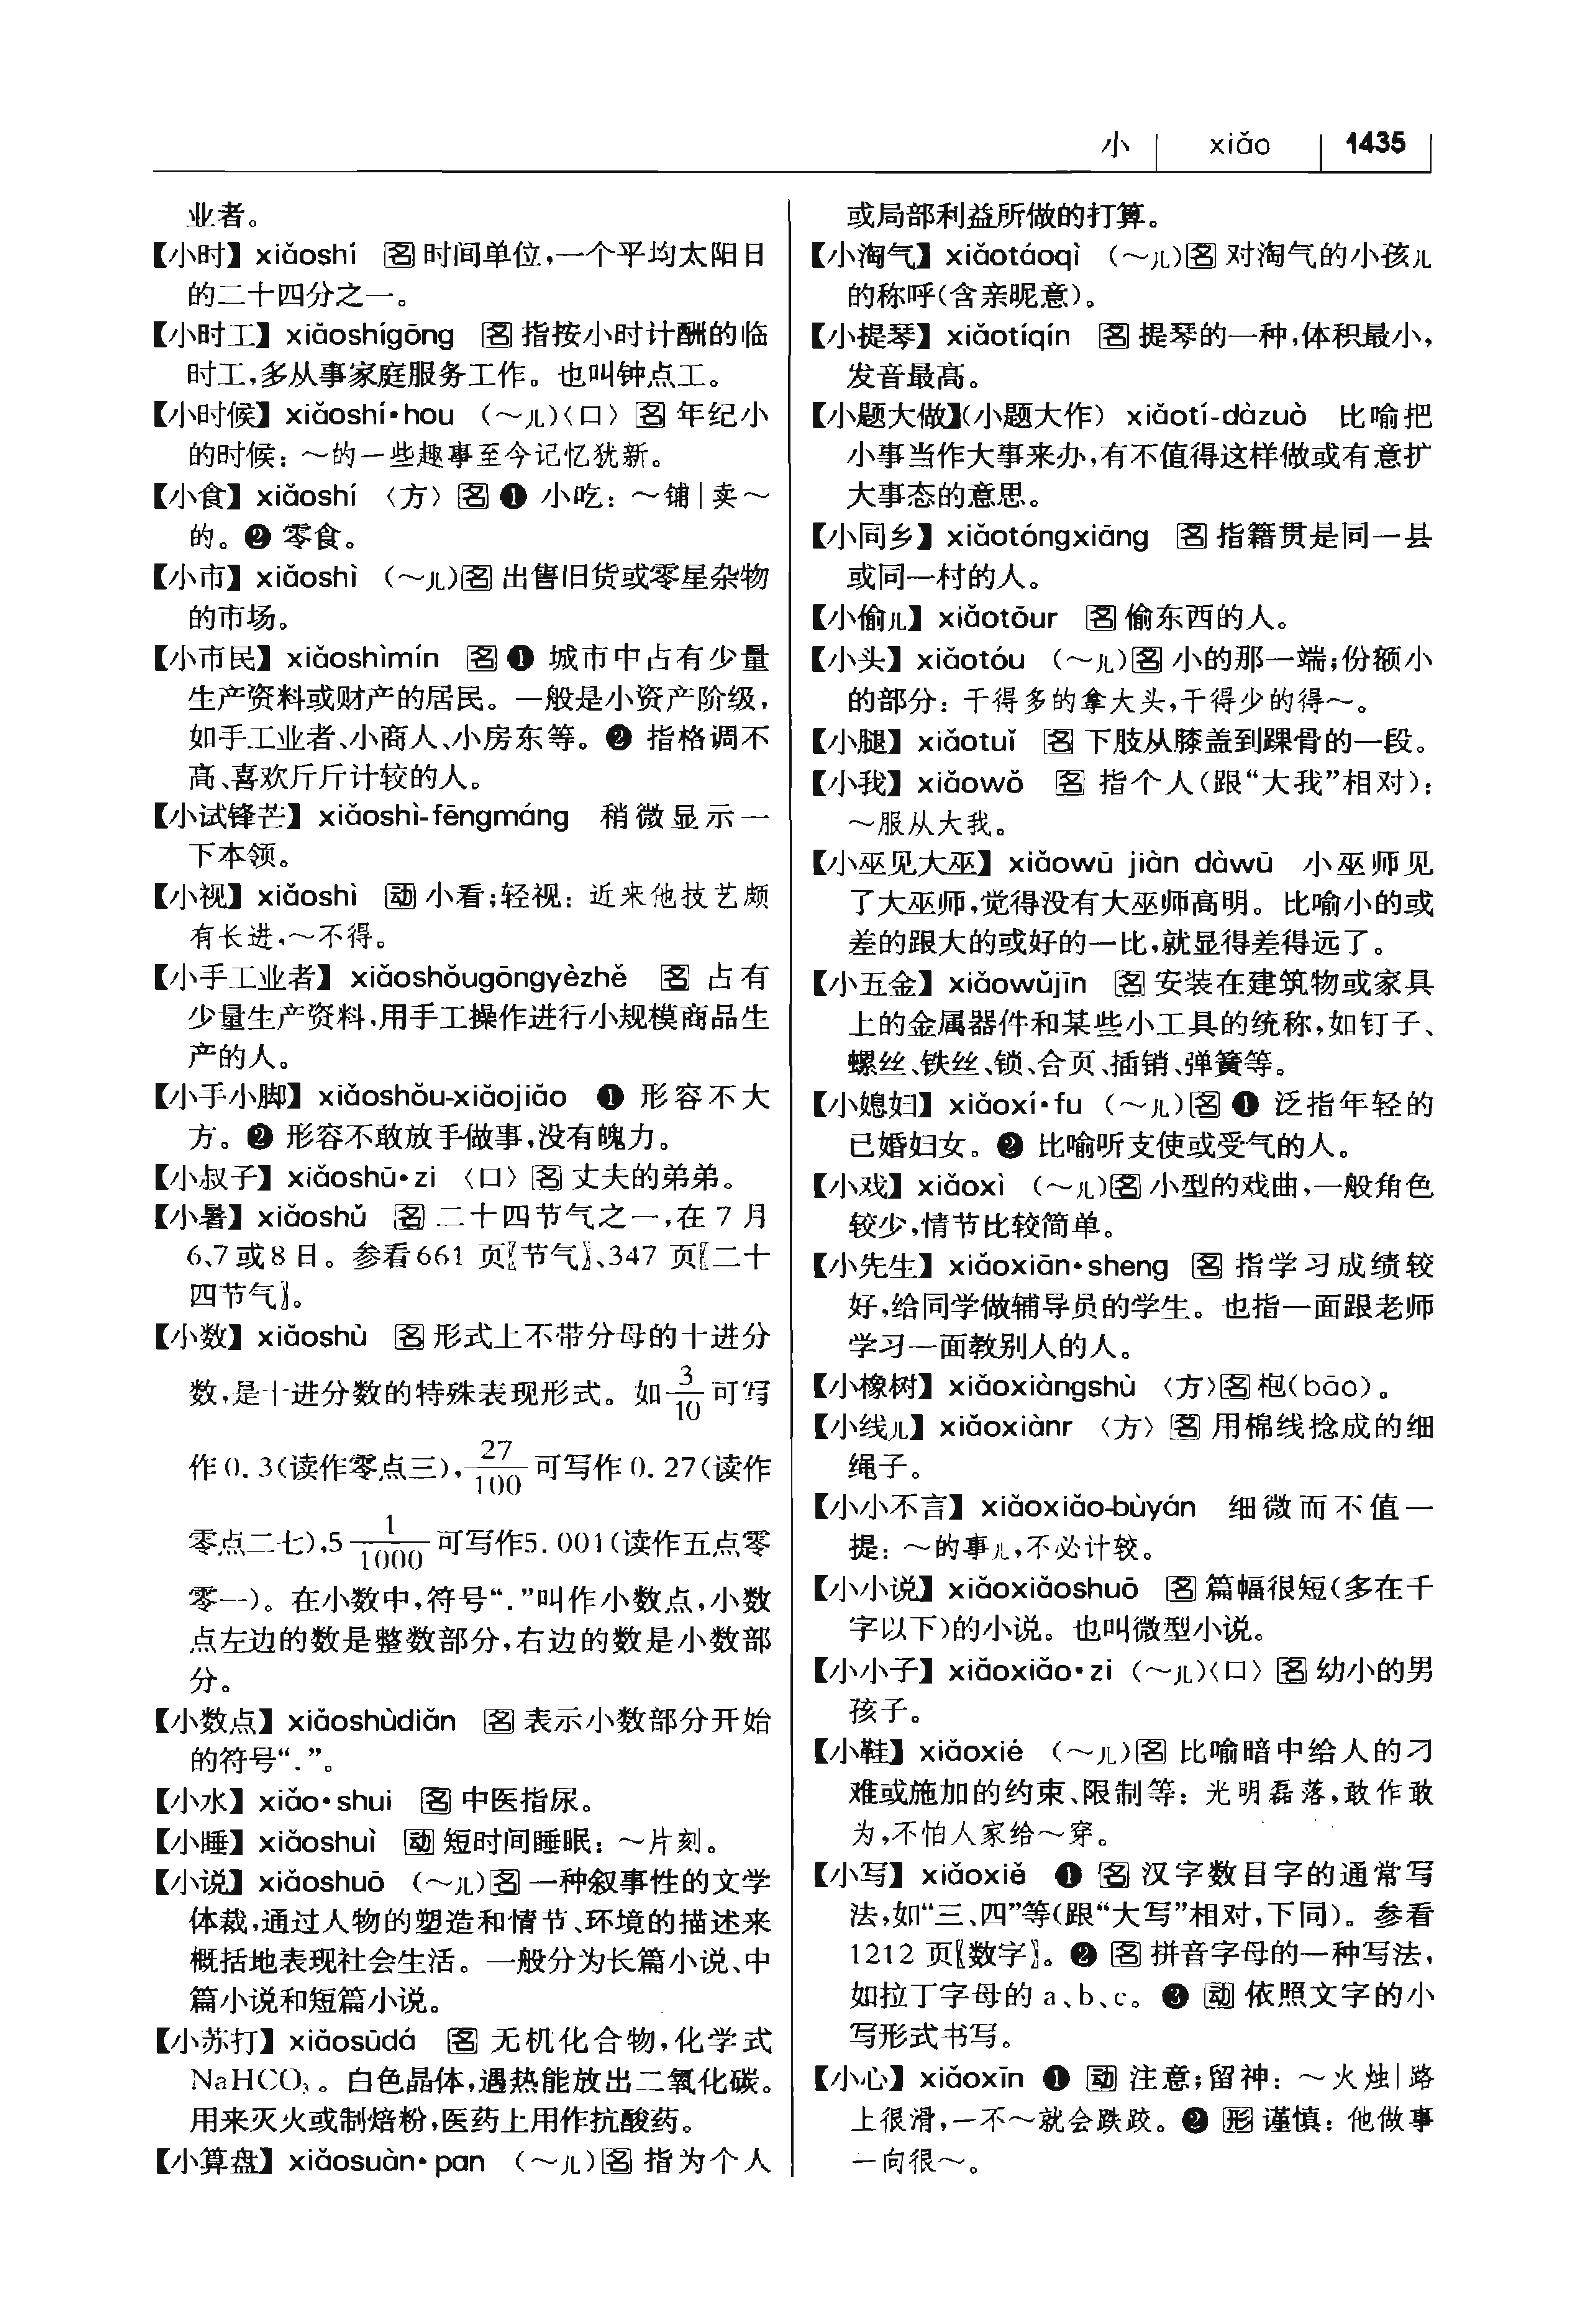 小 xiǎo 1435
业者。
【小时】xiǎoshí 名 时间单位,一个平均太阳日
的二十四分之一。
【小时工】xiǎoshígōng 名 指按小时计酬的临
时工,多从事家庭服务工作。也叫钟点工。
【小时候】xiǎoshí•hou （～儿）〈口〉名 年纪小
的时候：～的一些趣事至今记忆犹新。
【小食】xiǎoshí 〈方〉名 ❶ 小吃：～铺|卖～
的。❷ 零食。
【小市】xiǎoshì （～儿）名 出售旧货或零星杂物
的市场。
【小市民】xiǎoshìmín 名 ❶ 城市中占有少量
生产资料或财产的居民。一般是小资产阶级,
如手工业者、小商人、小房东等。❷ 指格调不
高、喜欢斤斤计较的人。
【小试锋芒】xiǎoshì-fēngmáng 稍微显示一
下本领。
【小视】xiǎoshì 动 小看；轻视：近来他技艺颇
有长进,～不得。
【小手工业者】xiǎoshǒugōngyèzhě 名 占有
少量生产资料,用手工操作进行小规模商品生
产的人。
【小手小脚】xiǎoshǒu-xiǎojiǎo ❶ 形容不大
方。❷ 形容不敢放手做事,没有魄力。
【小叔子】xiǎoshū•zi 〈口〉名 丈夫的弟弟。
【小暑】xiǎoshǔ 名 二十四节气之一,在 7 月
6、7或8日。参看661 页〖节气〗、347 页〖二十
四节气〗。
【小数】xiǎoshù 名 形式上不带分母的十进分
数,是十进分数的特殊表现形式。如3/10可写
作0.3(读作零点三),27/100可写作 0.27(读作
零点二七),5 1/1000可写作5.001(读作五点零
零一)。在小数中,符号“.”叫作小数点,小数
点左边的数是整数部分,右边的数是小数部
分。
【小数点】xiǎoshùdiǎn 名 表示小数部分开始
的符号“.”。
【小水】xiǎo•shui 名 中医指尿。
【小睡】xiǎoshuì 动 短时间睡眠：～片刻。
【小说】xiǎoshuō （～儿）名 一种叙事性的文学
体裁,通过人物的塑造和情节、环境的描述来
概括地表现社会生活。一般分为长篇小说、中
篇小说和短篇小说。
【小苏打】xiǎosūdá 名 无机化合物,化学式
NaHCO₃。白色晶体,遇热能放出二氧化碳。
用来灭火或制焙粉,医药上用作抗酸药。
【小算盘】xiǎosuàn•pan （～儿）名 指为个人
或局部利益所做的打算。
【小淘气】xiǎotáoqì （～儿）名 对淘气的小孩儿
的称呼(含亲昵意)。
【小提琴】xiǎotíqín 名 提琴的一种,体积最小,
发音最高。
【小题大做】(小题大作) xiǎotí-dàzuò 比喻把
小事当作大事来办,有不值得这样做或有意扩
大事态的意思。
【小同乡】xiǎotóngxiāng 名 指籍贯是同一县
或同一村的人。
【小偷儿】xiǎotōur 名 偷东西的人。
【小头】xiǎotóu （～儿）名 小的那一端；份额小
的部分：干得多的拿大头,干得少的得～。
【小腿】xiǎotuǐ 名 下肢从膝盖到踝骨的一段。
【小我】xiǎowǒ 名 指个人(跟“大我”相对)：
～服从大我。
【小巫见大巫】xiǎowū jiàn dàwū 小巫师见
了大巫师,觉得没有大巫师高明。比喻小的或
差的跟大的或好的一比,就显得差得远了。
【小五金】xiǎowǔjīn 名 安装在建筑物或家具
上的金属器件和某些小工具的统称,如钉子、
螺丝、铁丝、锁、合页、插销、弹簧等。
【小媳妇】xiǎoxí•fu （～儿）名 ❶ 泛指年轻的
已婚妇女。❷ 比喻听支使或受气的人。
【小戏】xiǎoxì （～儿）名 小型的戏曲,一般角色
较少,情节比较简单。
【小先生】xiǎoxiān•sheng 名 指学习成绩较
好,给同学做辅导员的学生。也指一面跟老师
学习一面教别人的人。
【小橡树】xiǎoxiàngshù 〈方〉名 枹(bāo)。
【小线儿】xiǎoxiànr 〈方〉名 用棉线捻成的细
绳子。
【小小不言】xiǎoxiǎo-bùyán 细微而不值一
提：～的事儿,不必计较。
【小小说】xiǎoxiǎoshuō 名 篇幅很短(多在千
字以下)的小说。也叫微型小说。
【小小子】xiǎoxiǎo•zi （～儿）〈口〉名 幼小的男
孩子。
【小鞋】xiǎoxié （～儿）名 比喻暗中给人的刁
难或施加的约束、限制等：光明磊落,敢作敢
为,不怕人家给～穿。
【小写】xiǎoxiě ❶ 名 汉字数目字的通常写
法,如“三、四”等(跟“大写”相对,下同)。参看
1212 页〖数字〗。❷ 名 拼音字母的一种写法,
如拉丁字母的 a、b、c。❸ 动 依照文字的小
写形式书写。
【小心】xiǎoxīn ❶ 动 注意；留神：～火烛|路
上很滑,一不～就会跌跤。❷ 形 谨慎：他做事
一向很～。